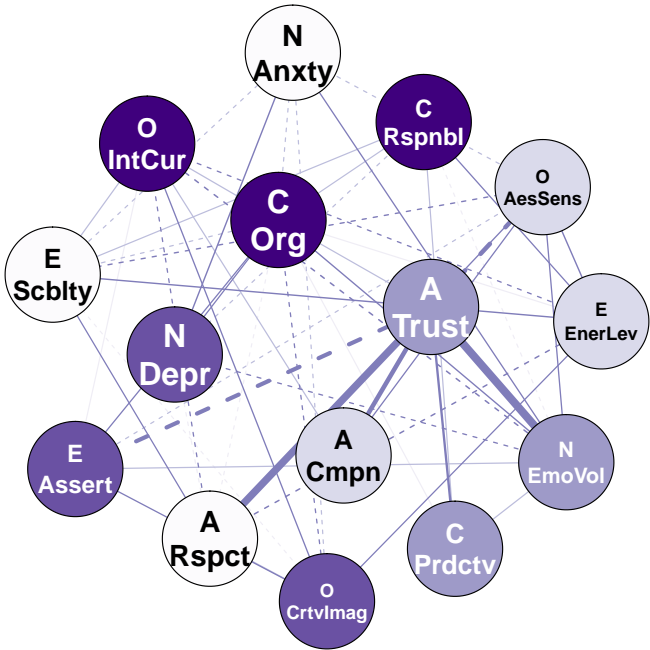 N
Anxty
C
Rspnbl
O
IntCur
O
AesSens
C
Org
E
Scblty
A
Trust
E
EnerLev
N
Depr
A
Cmpn
E
Assert
N
EmoVol
A
Rspct
C
Prdctv
O
CrtvImag